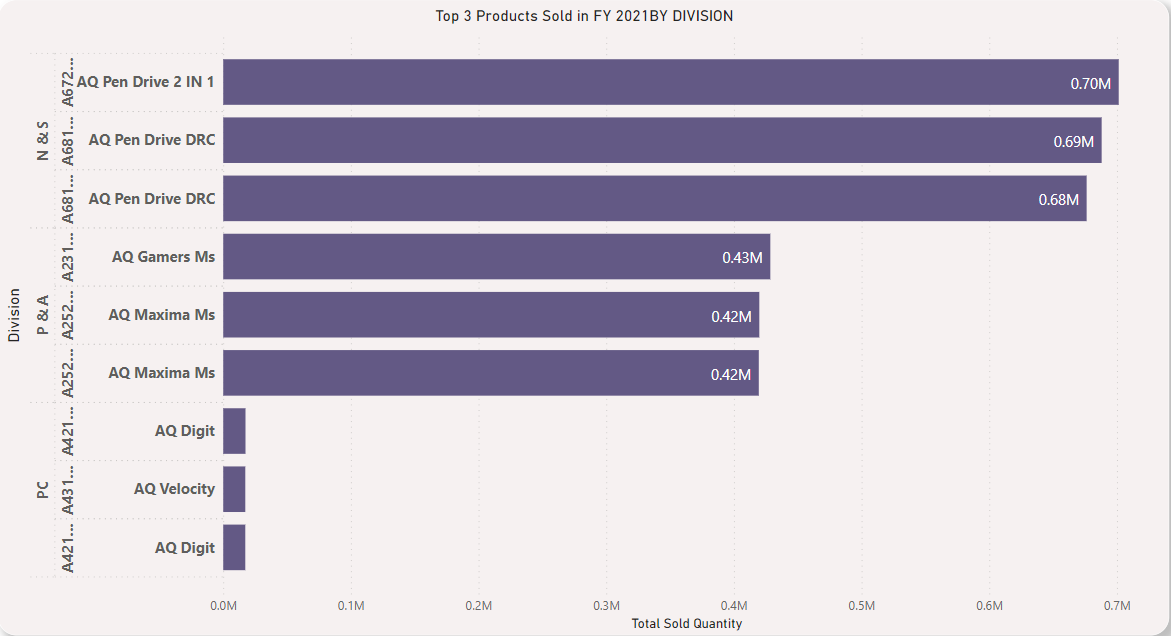 Top 3 Products Sold in FY 2021BY DIVISION
Division
N & S
A672...
AQ Pen Drive 2 IN 1
0.70M
A681...
AQ Pen Drive DRC
0.69M
A681...
AQ Pen Drive DRC
0.68M
P & A
A231...
AQ Gamers Ms
0.43M
A252...
AQ Maxima Ms
0.42M
A252...
AQ Maxima Ms
0.42M
PC
A421...
AQ Digit
A431...
AQ Velocity
A421...
AQ Digit
0.0M 0.1M 0.2M 0.3M 0.4M 0.5M 0.6M 0.7M
Total Sold Quantity